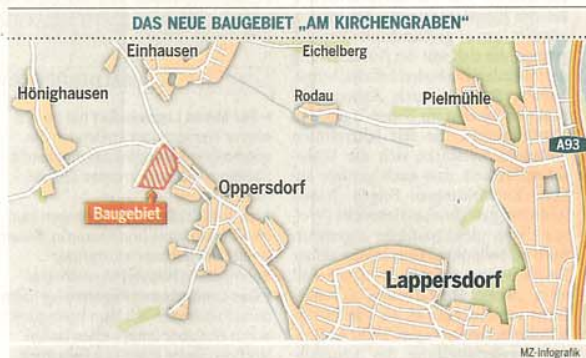 DAS NEUE BAUGEBIET „AM KIRCHENGRABEN“
Einhausen
Eichelberg
Hönighausen
Rodau
Pielmühle
A93
Oppersdorf
Baugebiet
Lappersdorf
MZ-Infografik